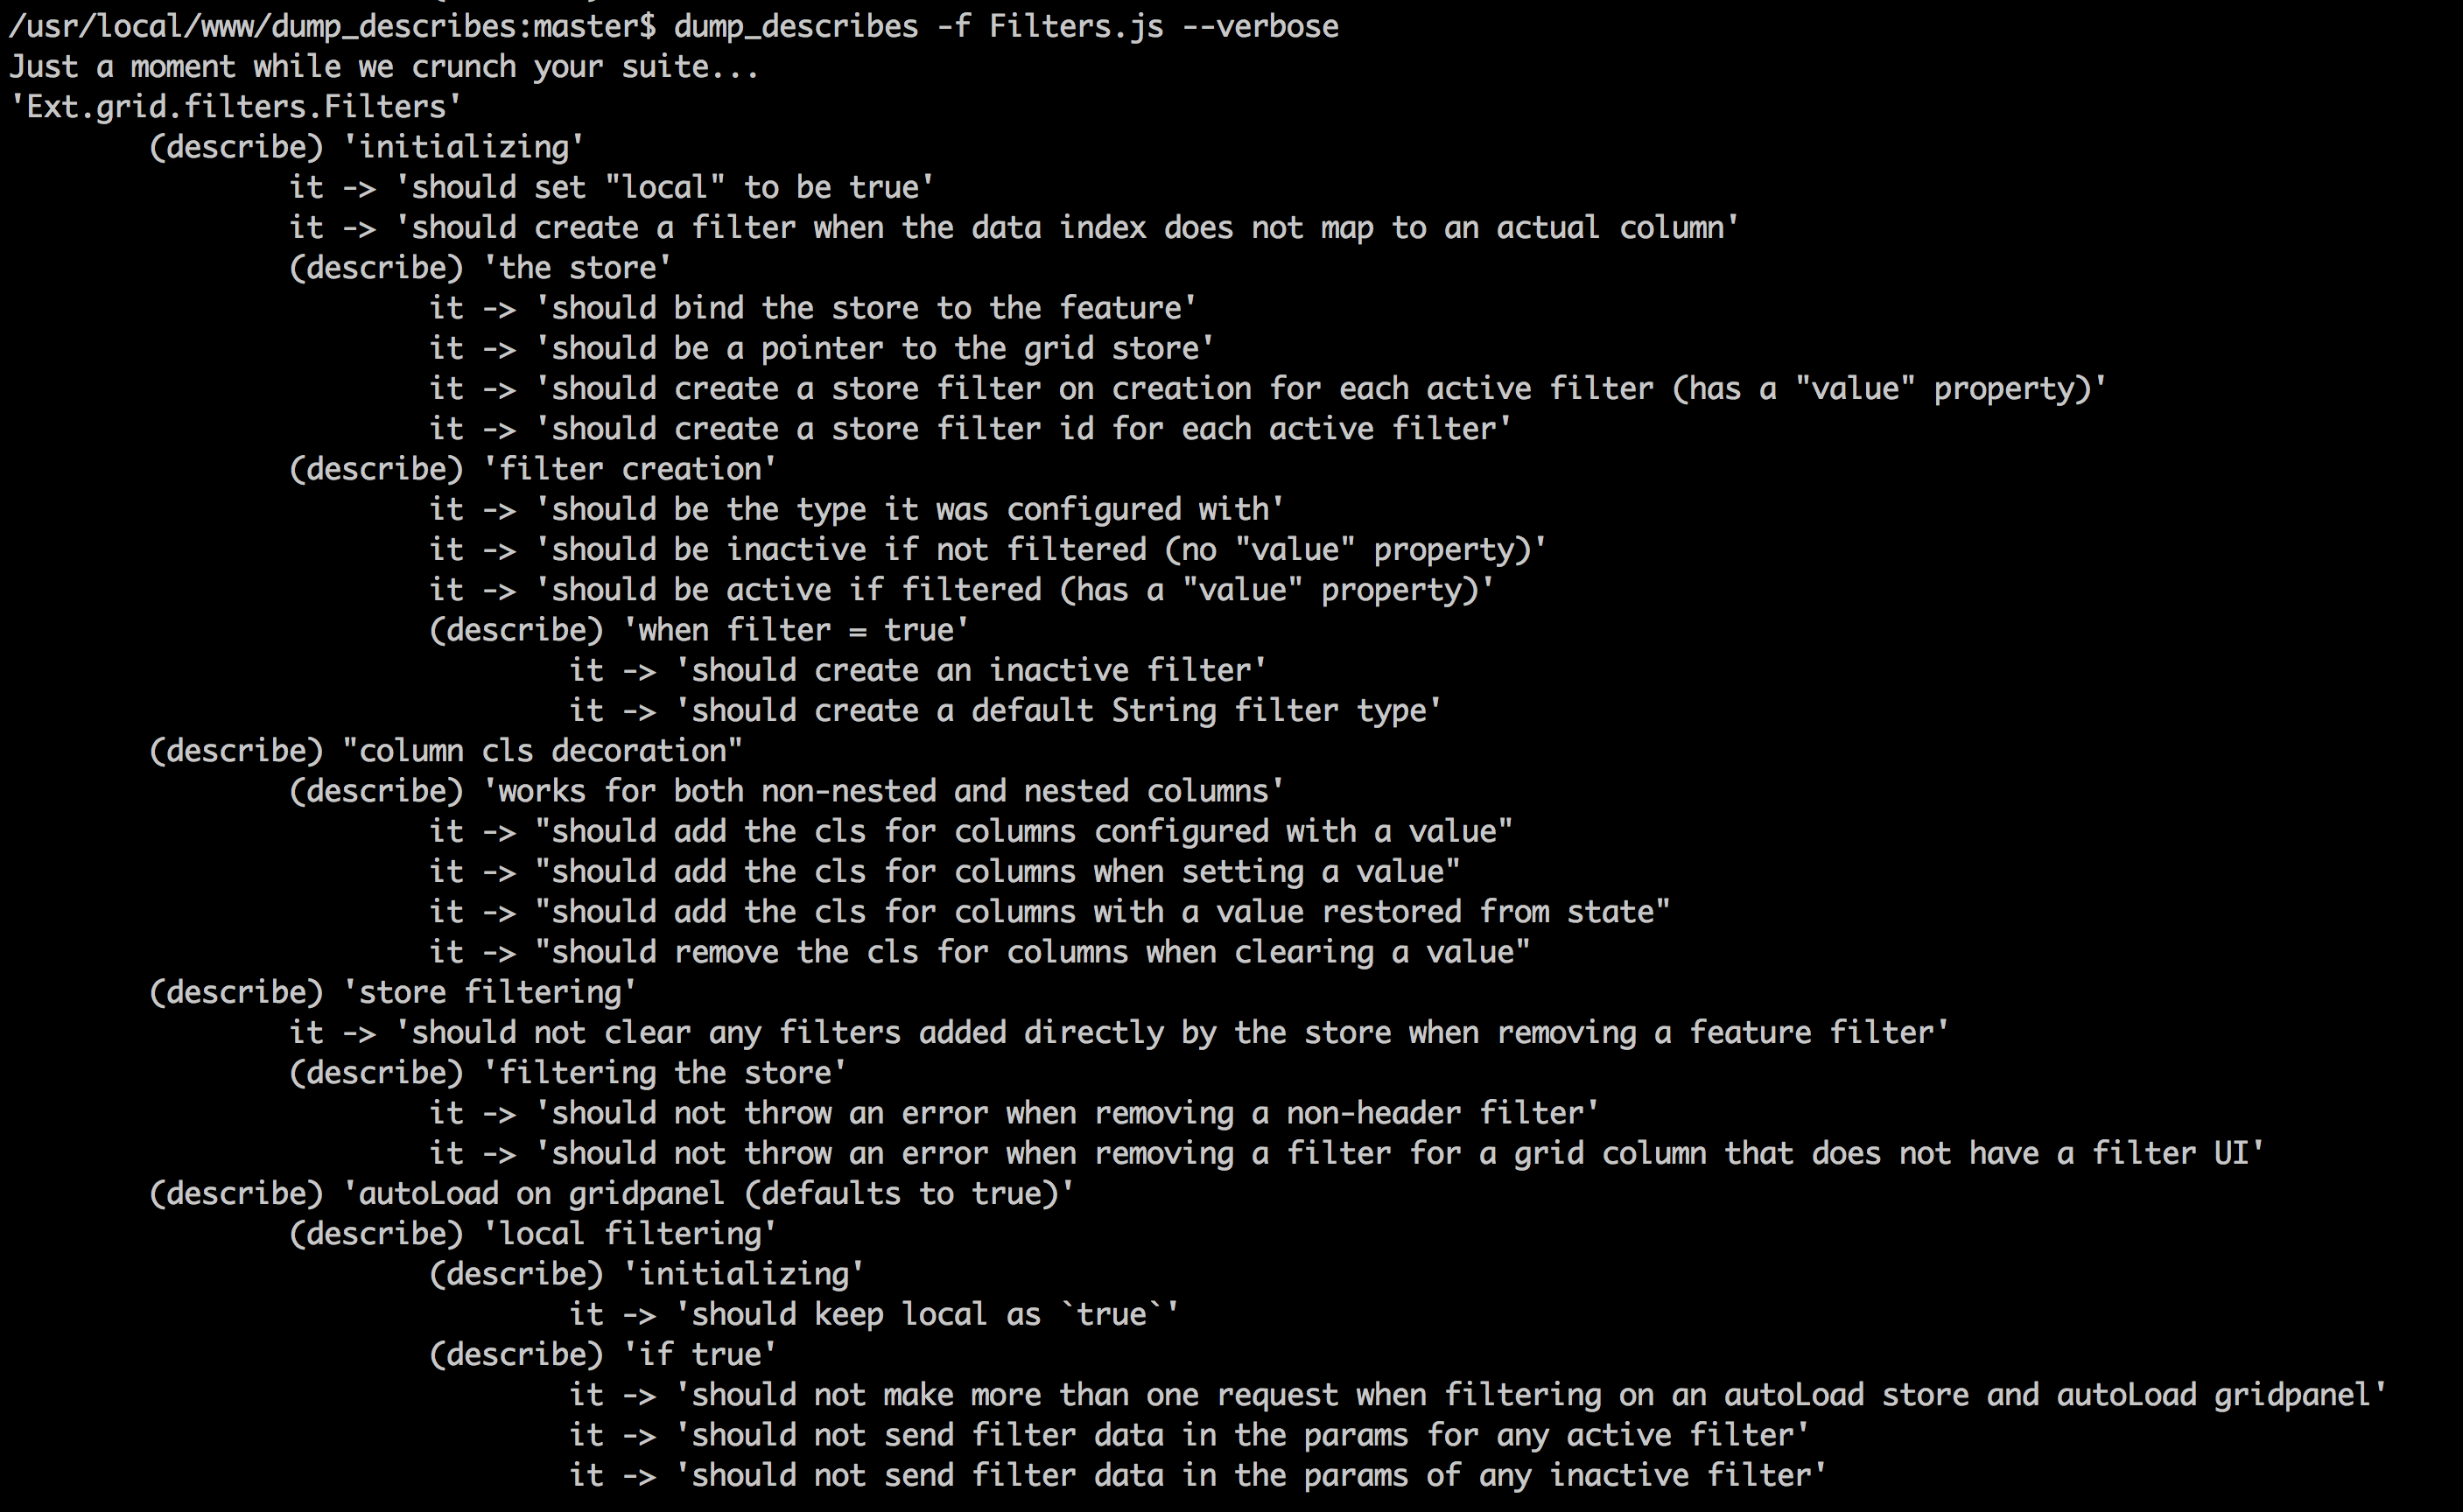 /usr/local/www/dump_describes:master$ dump_describes -f Filters.js --verbose
Just a moment while we crunch your suite...
'Ext.grid.filters.Filters'
(describe) 'initializing'
it -> 'should set "local" to be true'
it -> 'should create a filter when the data index does not map to an actual column'
(describe) 'the store'
it -> 'should bind the store to the feature'
it -> 'should be a pointer to the grid store'
it -> 'should create a store filter on creation for each active filter (has a "value" property)'
it -> 'should create a store filter id for each active filter'
(describe) 'filter creation'
it -> 'should be the type it was configured with'
it -> 'should be inactive if not filtered (no "value" property)'
it -> 'should be active if filtered (has a "value" property)'
(describe) 'when filter = true'
it -> 'should create an inactive filter'
it -> 'should create a default String filter type'
(describe) "column cls decoration"
(describe) 'works for both non-nested and nested columns'
it -> "should add the cls for columns configured with a value"
it -> "should add the cls for columns when setting a value"
it -> "should add the cls for columns with a value restored from state"
it -> "should remove the cls for columns when clearing a value"
(describe) 'store filtering'
it -> 'should not clear any filters added directly by the store when removing a feature filter'
(describe) 'filtering the store'
it -> 'should not throw an error when removing a non-header filter'
it -> 'should not throw an error when removing a filter for a grid column that does not have a filter UI'
(describe) 'autoLoad on gridpanel (defaults to true)'
(describe) 'local filtering'
(describe) 'initializing'
it -> 'should keep local as `true`'
(describe) 'if true'
it -> 'should not make more than one request when filtering on an autoLoad store and autoLoad gridpanel'
it -> 'should not send filter data in the params for any active filter'
it -> 'should not send filter data in the params of any inactive filter'